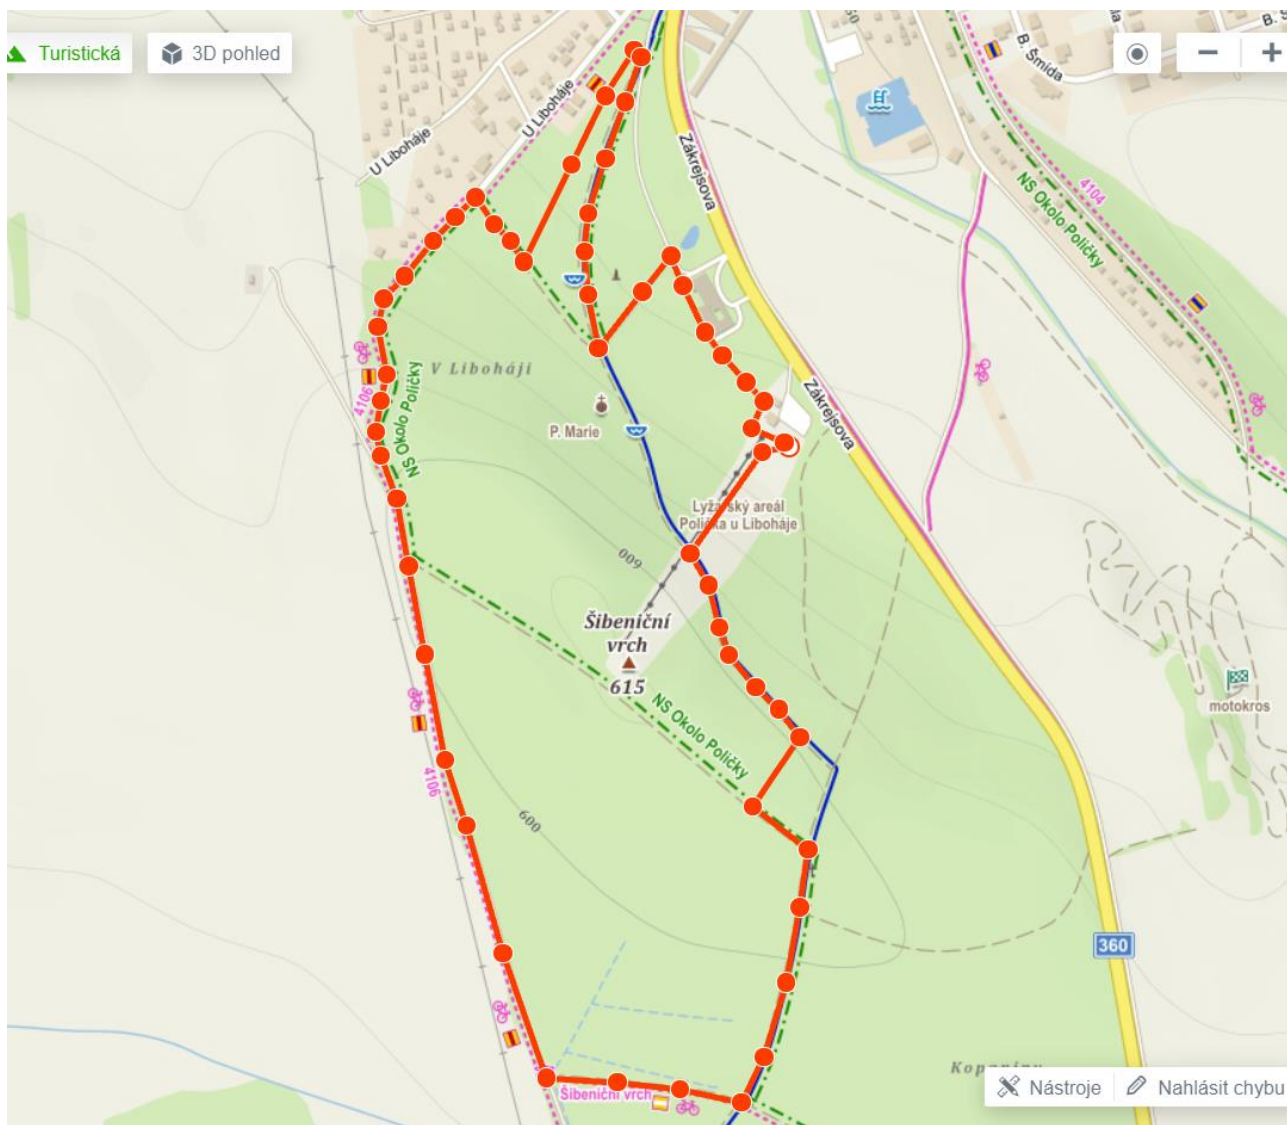 Turistická
3D pohled
U Liboháje
U Liboháje
Zákrejsova
B. Šmída
4104
NS Okolo Poličky
V Liboháji
4106
NS Okolo Poličky
P. Marie
Zákrejsova
Lyžařský areál
Polička u Liboháje
600
Šibeniční
vrch
615
NS Okolo Poličky
motokros
4106
600
360
Kopaniny
Šibeniční vrch
Nástroje
Nahlásit chybu